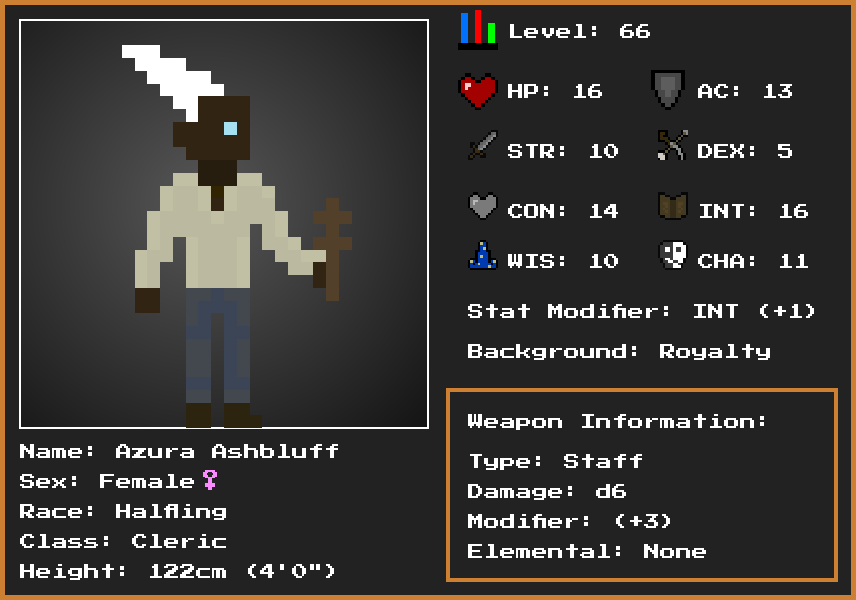 Level: 66
HP: 16
AC: 13
STR: 10
DEX: 5
CON: 14
INT: 16
WIS: 10
CHA: 11
Stat Modifier: INT (+1)
Background: Royalty
Weapon Information:
Type: Staff
Damage: d6
Modifier: (+3)
Elemental: None
Name: Azura Ashbluff
Sex: Female♀
Race: Halfling
Class: Cleric
Height: 122cm (4'0")